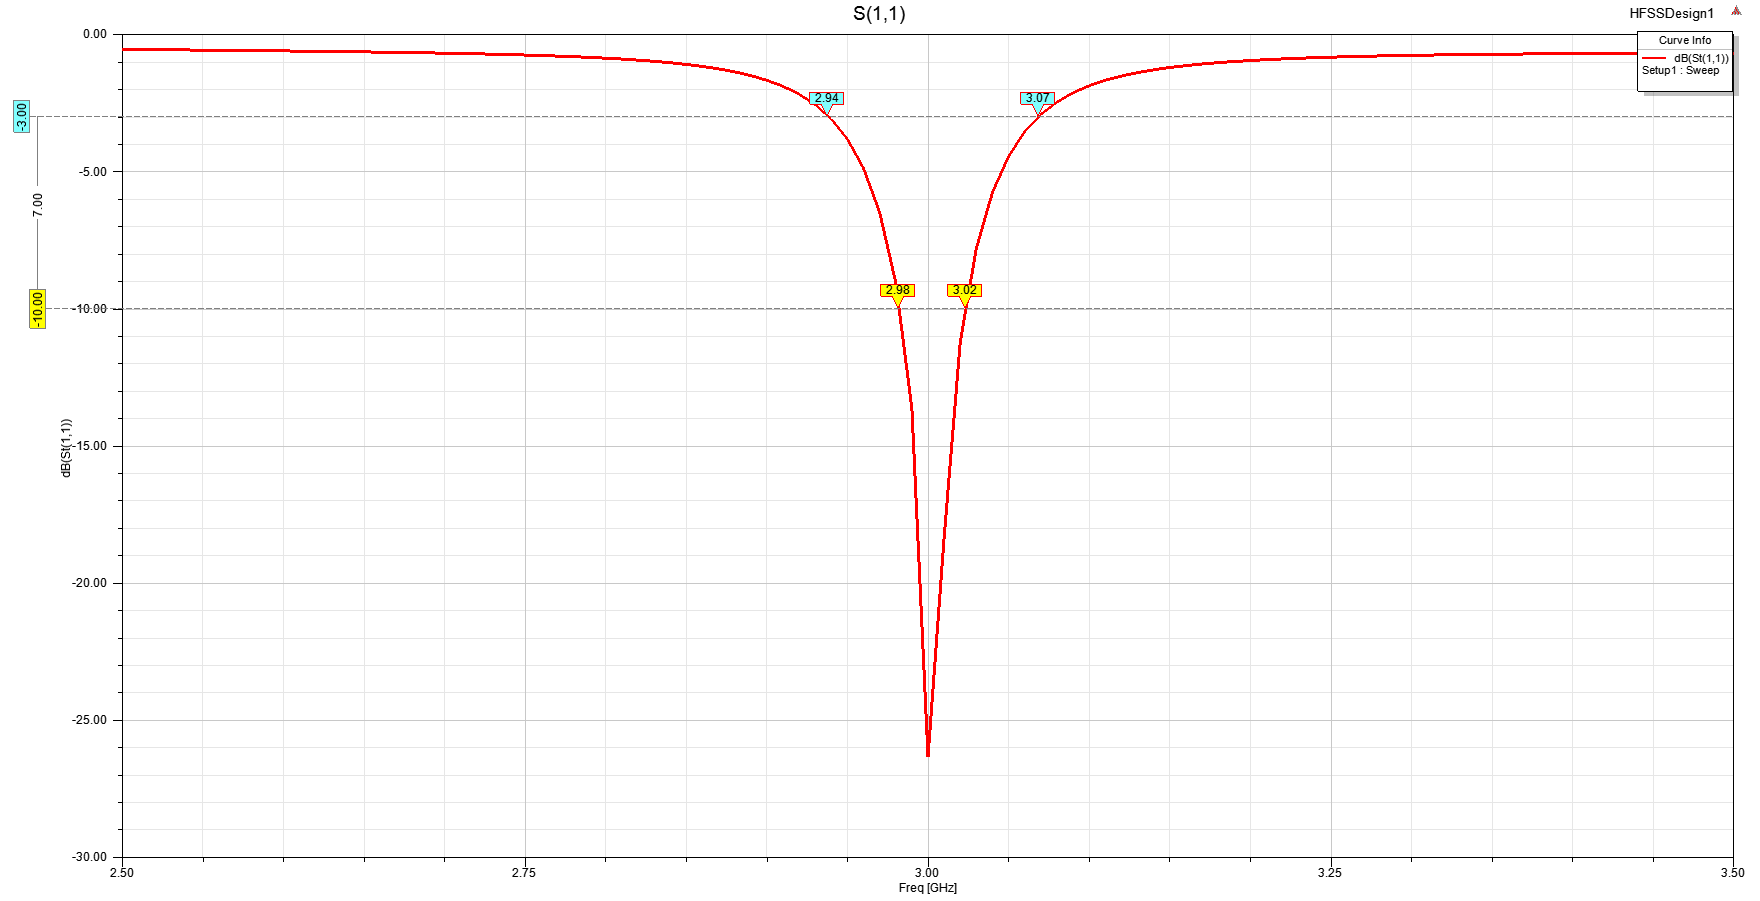 S(1,1)
HFSSDesign1
Curve Info
dB(St(1,1))
Setup1 : Sweep
0.00
-5.00
-10.00
-15.00
-20.00
-25.00
-30.00
-3.00
7.00
-10.00
dB(St(1,1))
2.94
3.07
2.98
3.02
2.50
2.75
3.00
3.25
3.50
Freq [GHz]